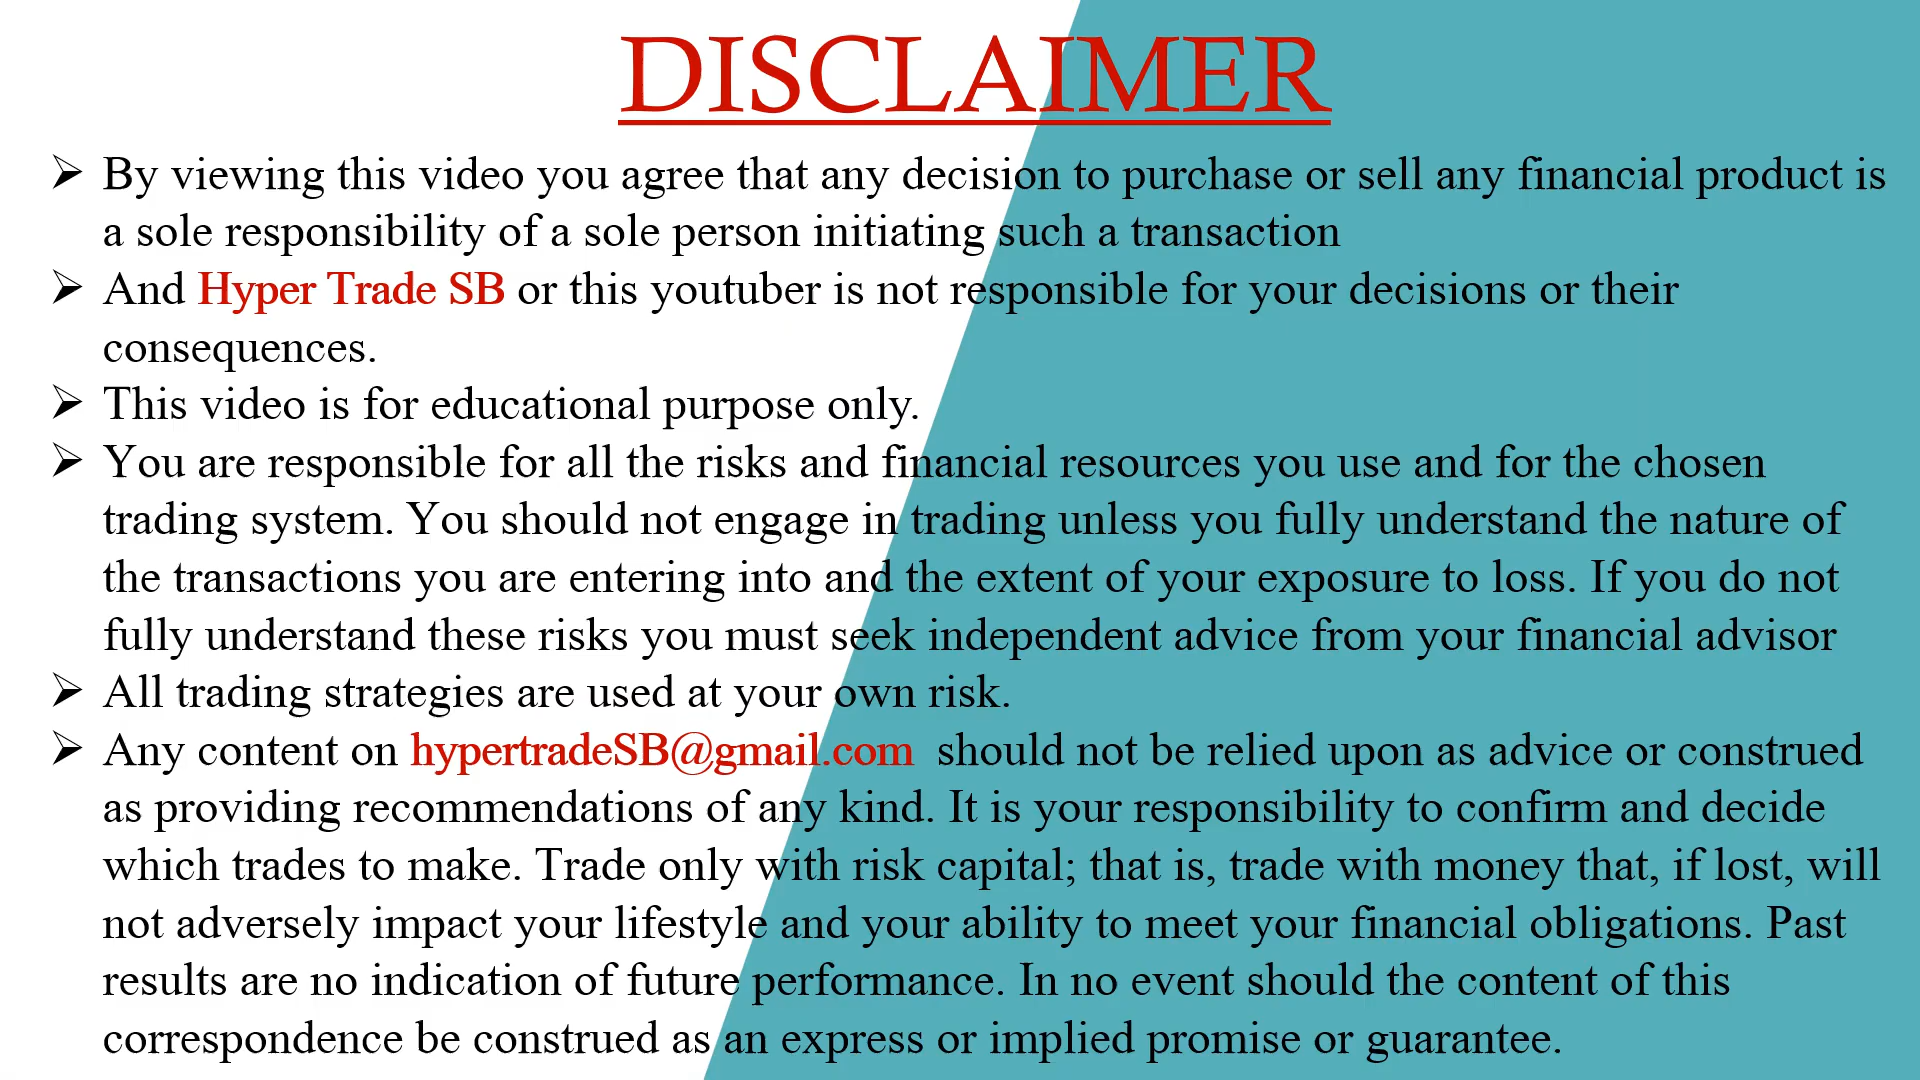 DISCLAIMER
➢ By viewing this video you agree that any decision to purchase or sell any financial product is
a sole responsibility of a sole person initiating such a transaction
➢ And Hyper Trade SB or this youtuber is not responsible for your decisions or their
consequences.
➢ This video is for educational purpose only.
➢ You are responsible for all the risks and financial resources you use and for the chosen
trading system. You should not engage in trading unless you fully understand the nature of
the transactions you are entering into and the extent of your exposure to loss. If you do not
fully understand these risks you must seek independent advice from your financial advisor
➢ All trading strategies are used at your own risk.
➢ Any content on hypertradeSB@gmail.com should not be relied upon as advice or construed
as providing recommendations of any kind. It is your responsibility to confirm and decide
which trades to make. Trade only with risk capital; that is, trade with money that, if lost, will
not adversely impact your lifestyle and your ability to meet your financial obligations. Past
results are no indication of future performance. In no event should the content of this
correspondence be construed as an express or implied promise or guarantee.